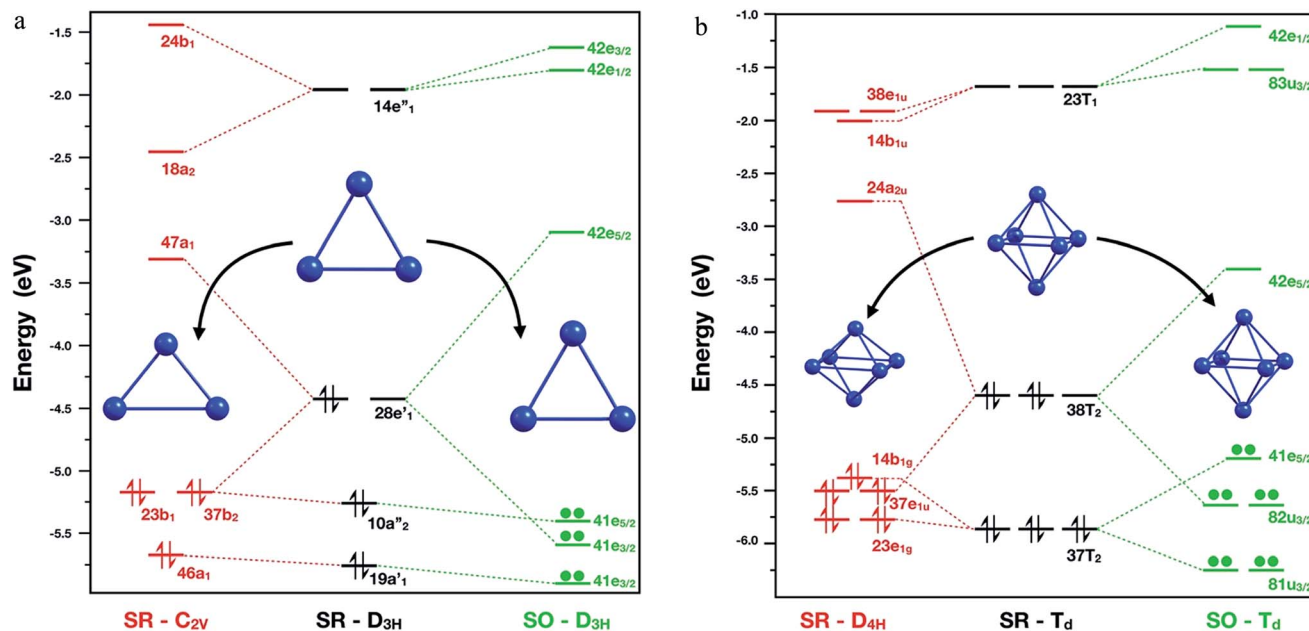 a
Energy (eV)
-1.5
-2.0
-2.5
-3.0
-3.5
-4.0
-4.5
-5.0
-5.5
24b₁
18a₂
47a₁
23b₁
37b₂
46a₁
14e"₁
28e'₁
10a"₂
19a'₁
42e₃/₂
42e₁/₂
42e₅/₂
41e₅/₂
41e₃/₂
41e₃/₂
SR - C₂ᵥ
SR - D₃H
SO - D₃H
b
Energy (eV)
-1.0
-1.5
-2.0
-2.5
-3.0
-3.5
-4.0
-4.5
-5.0
-5.5
-6.0
38e₁ᵤ
14b₁ᵤ
24a₂ᵤ
14b₁g
37e₁ᵤ
23e₁g
23T₁
38T₂
37T₂
42e₁/₂
83u₃/₂
42e₅/₂
41e₅/₂
82u₃/₂
81u₃/₂
SR - D₄H
SR - Td
SO - Td